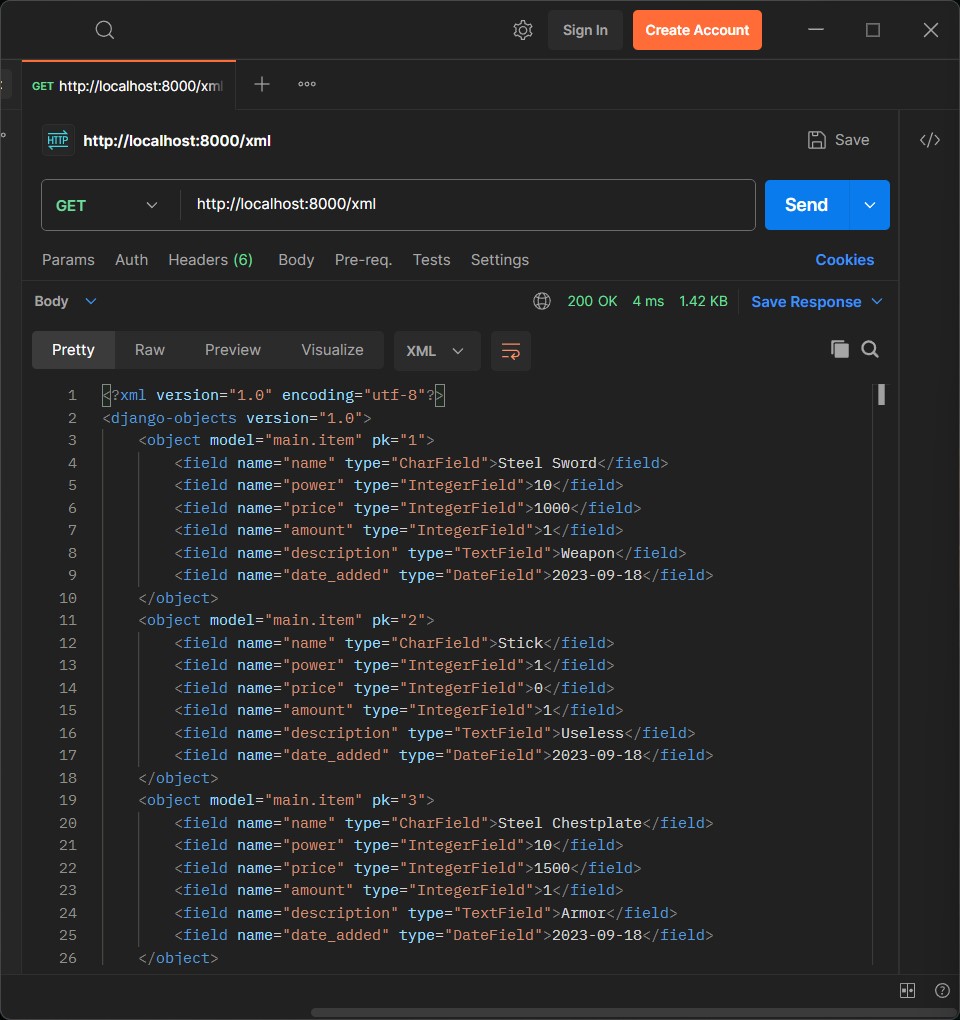 Sign In Create Account
GET http://localhost:8000/xml
HTTP http://localhost:8000/xml Save </>
GET http://localhost:8000/xml Send
Params Auth Headers (6) Body Pre-req. Tests Settings Cookies
Body 200 OK 4 ms 1.42 KB Save Response
Pretty Raw Preview Visualize XML
1 <?xml version="1.0" encoding="utf-8"?>
2 <django-objects version="1.0">
3 <object model="main.item" pk="1">
4 <field name="name" type="CharField">Steel Sword</field>
5 <field name="power" type="IntegerField">10</field>
6 <field name="price" type="IntegerField">1000</field>
7 <field name="amount" type="IntegerField">1</field>
8 <field name="description" type="TextField">Weapon</field>
9 <field name="date_added" type="DateField">2023-09-18</field>
10 </object>
11 <object model="main.item" pk="2">
12 <field name="name" type="CharField">Stick</field>
13 <field name="power" type="IntegerField">1</field>
14 <field name="price" type="IntegerField">0</field>
15 <field name="amount" type="IntegerField">1</field>
16 <field name="description" type="TextField">Useless</field>
17 <field name="date_added" type="DateField">2023-09-18</field>
18 </object>
19 <object model="main.item" pk="3">
20 <field name="name" type="CharField">Steel Chestplate</field>
21 <field name="power" type="IntegerField">10</field>
22 <field name="price" type="IntegerField">1500</field>
23 <field name="amount" type="IntegerField">1</field>
24 <field name="description" type="TextField">Armor</field>
25 <field name="date_added" type="DateField">2023-09-18</field>
26 </object>